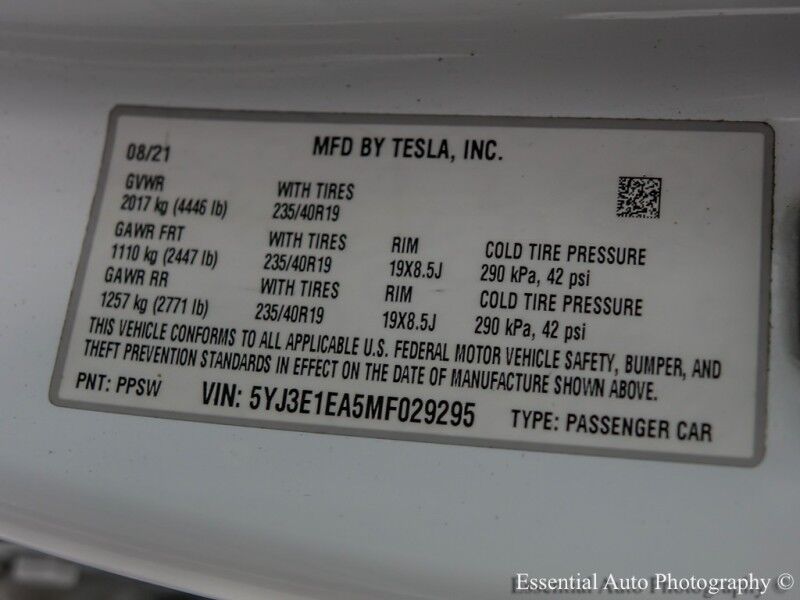 08/21 MFD BY TESLA, INC.
GVWR WITH TIRES
2017 kg (4446 lb) 235/40R19
GAWR FRT WITH TIRES RIM COLD TIRE PRESSURE
1110 kg (2447 lb) 235/40R19 19X8.5J 290 kPa, 42 psi
GAWR RR WITH TIRES RIM COLD TIRE PRESSURE
1257 kg (2771 lb) 235/40R19 19X8.5J 290 kPa, 42 psi
THIS VEHICLE CONFORMS TO ALL APPLICABLE U.S. FEDERAL MOTOR VEHICLE SAFETY, BUMPER, AND
THEFT PREVENTION STANDARDS IN EFFECT ON THE DATE OF MANUFACTURE SHOWN ABOVE.
PNT: PPSW VIN: 5YJ3E1EA5MF029295 TYPE: PASSENGER CAR
Essential Auto Photography ©